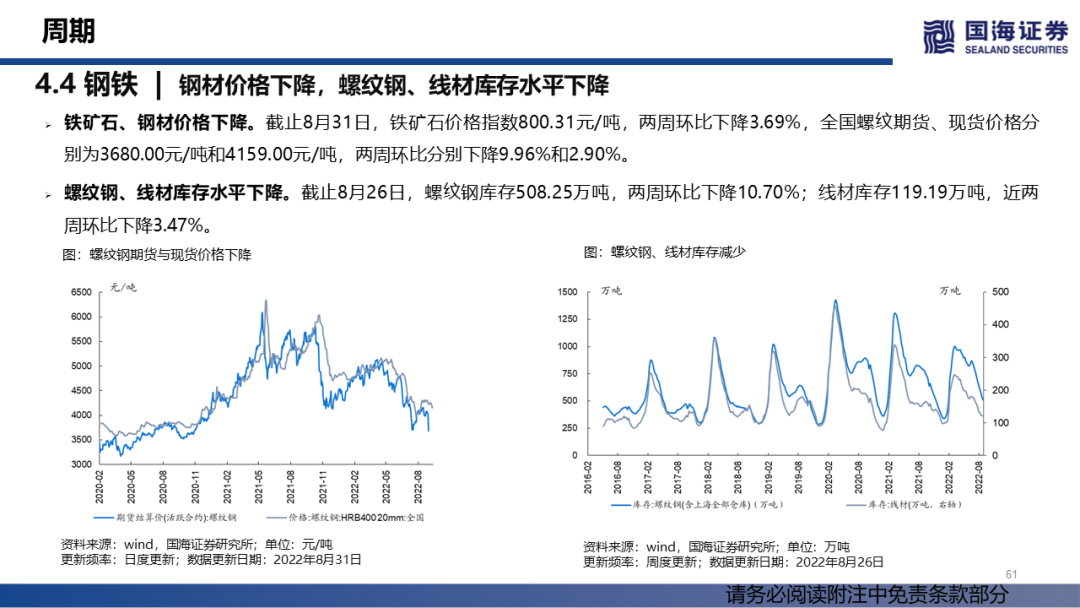 周期
国海证券
SEALAND SECURITIES
4.4 钢铁 | 钢材价格下降，螺纹钢、线材库存水平下降
➢ 铁矿石、钢材价格下降。截止8月31日，铁矿石价格指数800.31元/吨，两周环比下降3.69%，全国螺纹期货、现货价格分
别为3680.00元/吨和4159.00元/吨，两周环比分别下降9.96%和2.90%。
➢ 螺纹钢、线材库存水平下降。截止8月26日，螺纹钢库存508.25万吨，两周环比下降10.70%；线材库存119.19万吨，近两
周环比下降3.47%。
图：螺纹钢期货与现货价格下降
元/吨
6500
6000
5500
5000
4500
4000
3500
3000
2020-02
2020-05
2020-08
2020-11
2021-02
2021-05
2021-08
2021-11
2022-02
2022-05
2022-08
期货结算价(活跃合约):螺纹钢
价格:螺纹钢:HRB400 20mm:全国
资料来源：wind，国海证券研究所；单位：元/吨
更新频率：日度更新；数据更新日期：2022年8月31日
图：螺纹钢、线材库存减少
万吨
万吨
1500
1250
1000
750
500
250
0
500
400
300
200
100
0
2016-02
2016-08
2017-02
2017-08
2018-02
2018-08
2019-02
2019-08
2020-02
2020-08
2021-02
2021-08
2022-02
2022-08
库存:螺纹钢(含上海全部仓库)（万吨）
库存:线材(万吨、右轴）
资料来源：wind，国海证券研究所；单位：万吨
更新频率：周度更新；数据更新日期：2022年8月26日
61
请务必阅读附注中免责条款部分